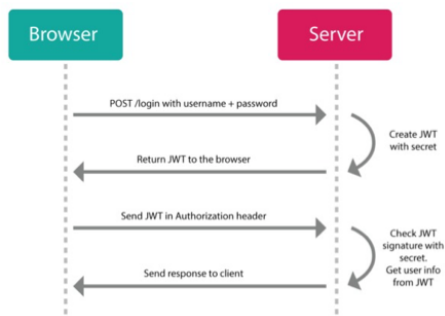 Browser
Server
POST /login with username + password
Create JWT
with secret
Return JWT to the browser
Send JWT in Authorization header
Check JWT
signature with
secret.
Get user info
from JWT
Send response to client